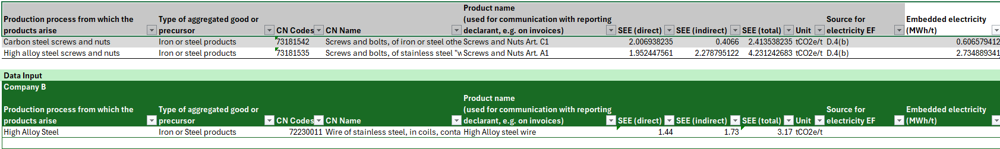 Production process from which the products arise | Type of aggregated good or precursor | CN Codes | CN Name | Product name (used for communication with reporting declarant, e.g. on invoices) | SEE (direct) | SEE (indirect) | SEE (total) | Unit | Source for electricity EF | Embedded electricity (MWh/t)
Carbon steel screws and nuts | Iron or steel products | 73181542 | Screws and bolts, of iron or steel othe | Screws and Nuts Art. C1 | 2.006938235 | 0.4066 | 2.413538235 | tCO2e/t | D.4(b) | 0.606579412
High alloy steel screws and nuts | Iron or steel products | 73181535 | Screws and bolts, of stainless steel "w | Screws and Nuts Art. A1 | 1.952447561 | 2.278795122 | 4.231242683 | tCO2e/t | D.4(b) | 2.734889341
Data Input
Company B
Production process from which the products arise | Type of aggregated good or precursor | CN Codes | CN Name | Product name (used for communication with reporting declarant, e.g. on invoices) | SEE (direct) | SEE (indirect) | SEE (total) | Unit | Source for electricity EF | Embedded electricity (MWh/t)
High Alloy Steel | Iron or Steel products | 72230011 | Wire of stainless steel, in coils, conta | High Alloy steel wire | 1.44 | 1.73 | 3.17 | tCO2e/t